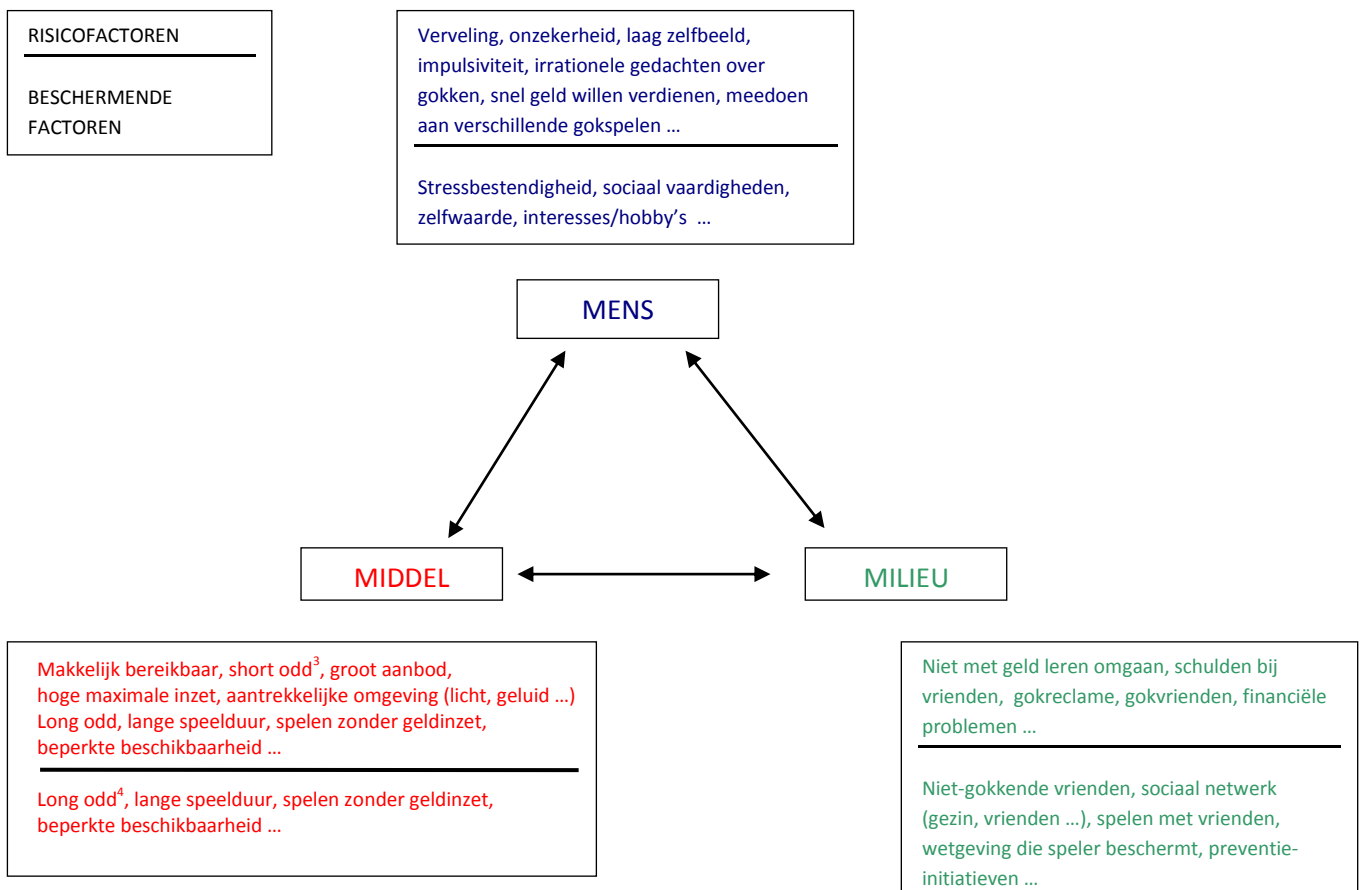 RISICOFACTOREN
BESCHERMENDE
FACTOREN
Verveling, onzekerheid, laag zelfbeeld,
impulsiviteit, irrationele gedachten over
gokken, snel geld willen verdienen, meedoen
aan verschillende gokspelen …
Stressbestendigheid, sociaal vaardigheden,
zelfwaarde, interesses/hobby’s …
MENS
MIDDEL
MILIEU
Makkelijk bereikbaar, short odd³, groot aanbod,
hoge maximale inzet, aantrekkelijke omgeving (licht, geluid …)
Long odd, lange speelduur, spelen zonder geldinzet,
beperkte beschikbaarheid …
Long odd⁴, lange speelduur, spelen zonder geldinzet,
beperkte beschikbaarheid …
Niet met geld leren omgaan, schulden bij
vrienden, gokreclame, gokvrienden, financiële
problemen …
Niet-gokkende vrienden, sociaal netwerk
(gezin, vrienden …), spelen met vrienden,
wetgeving die speler beschermt, preventie-
initiatieven …